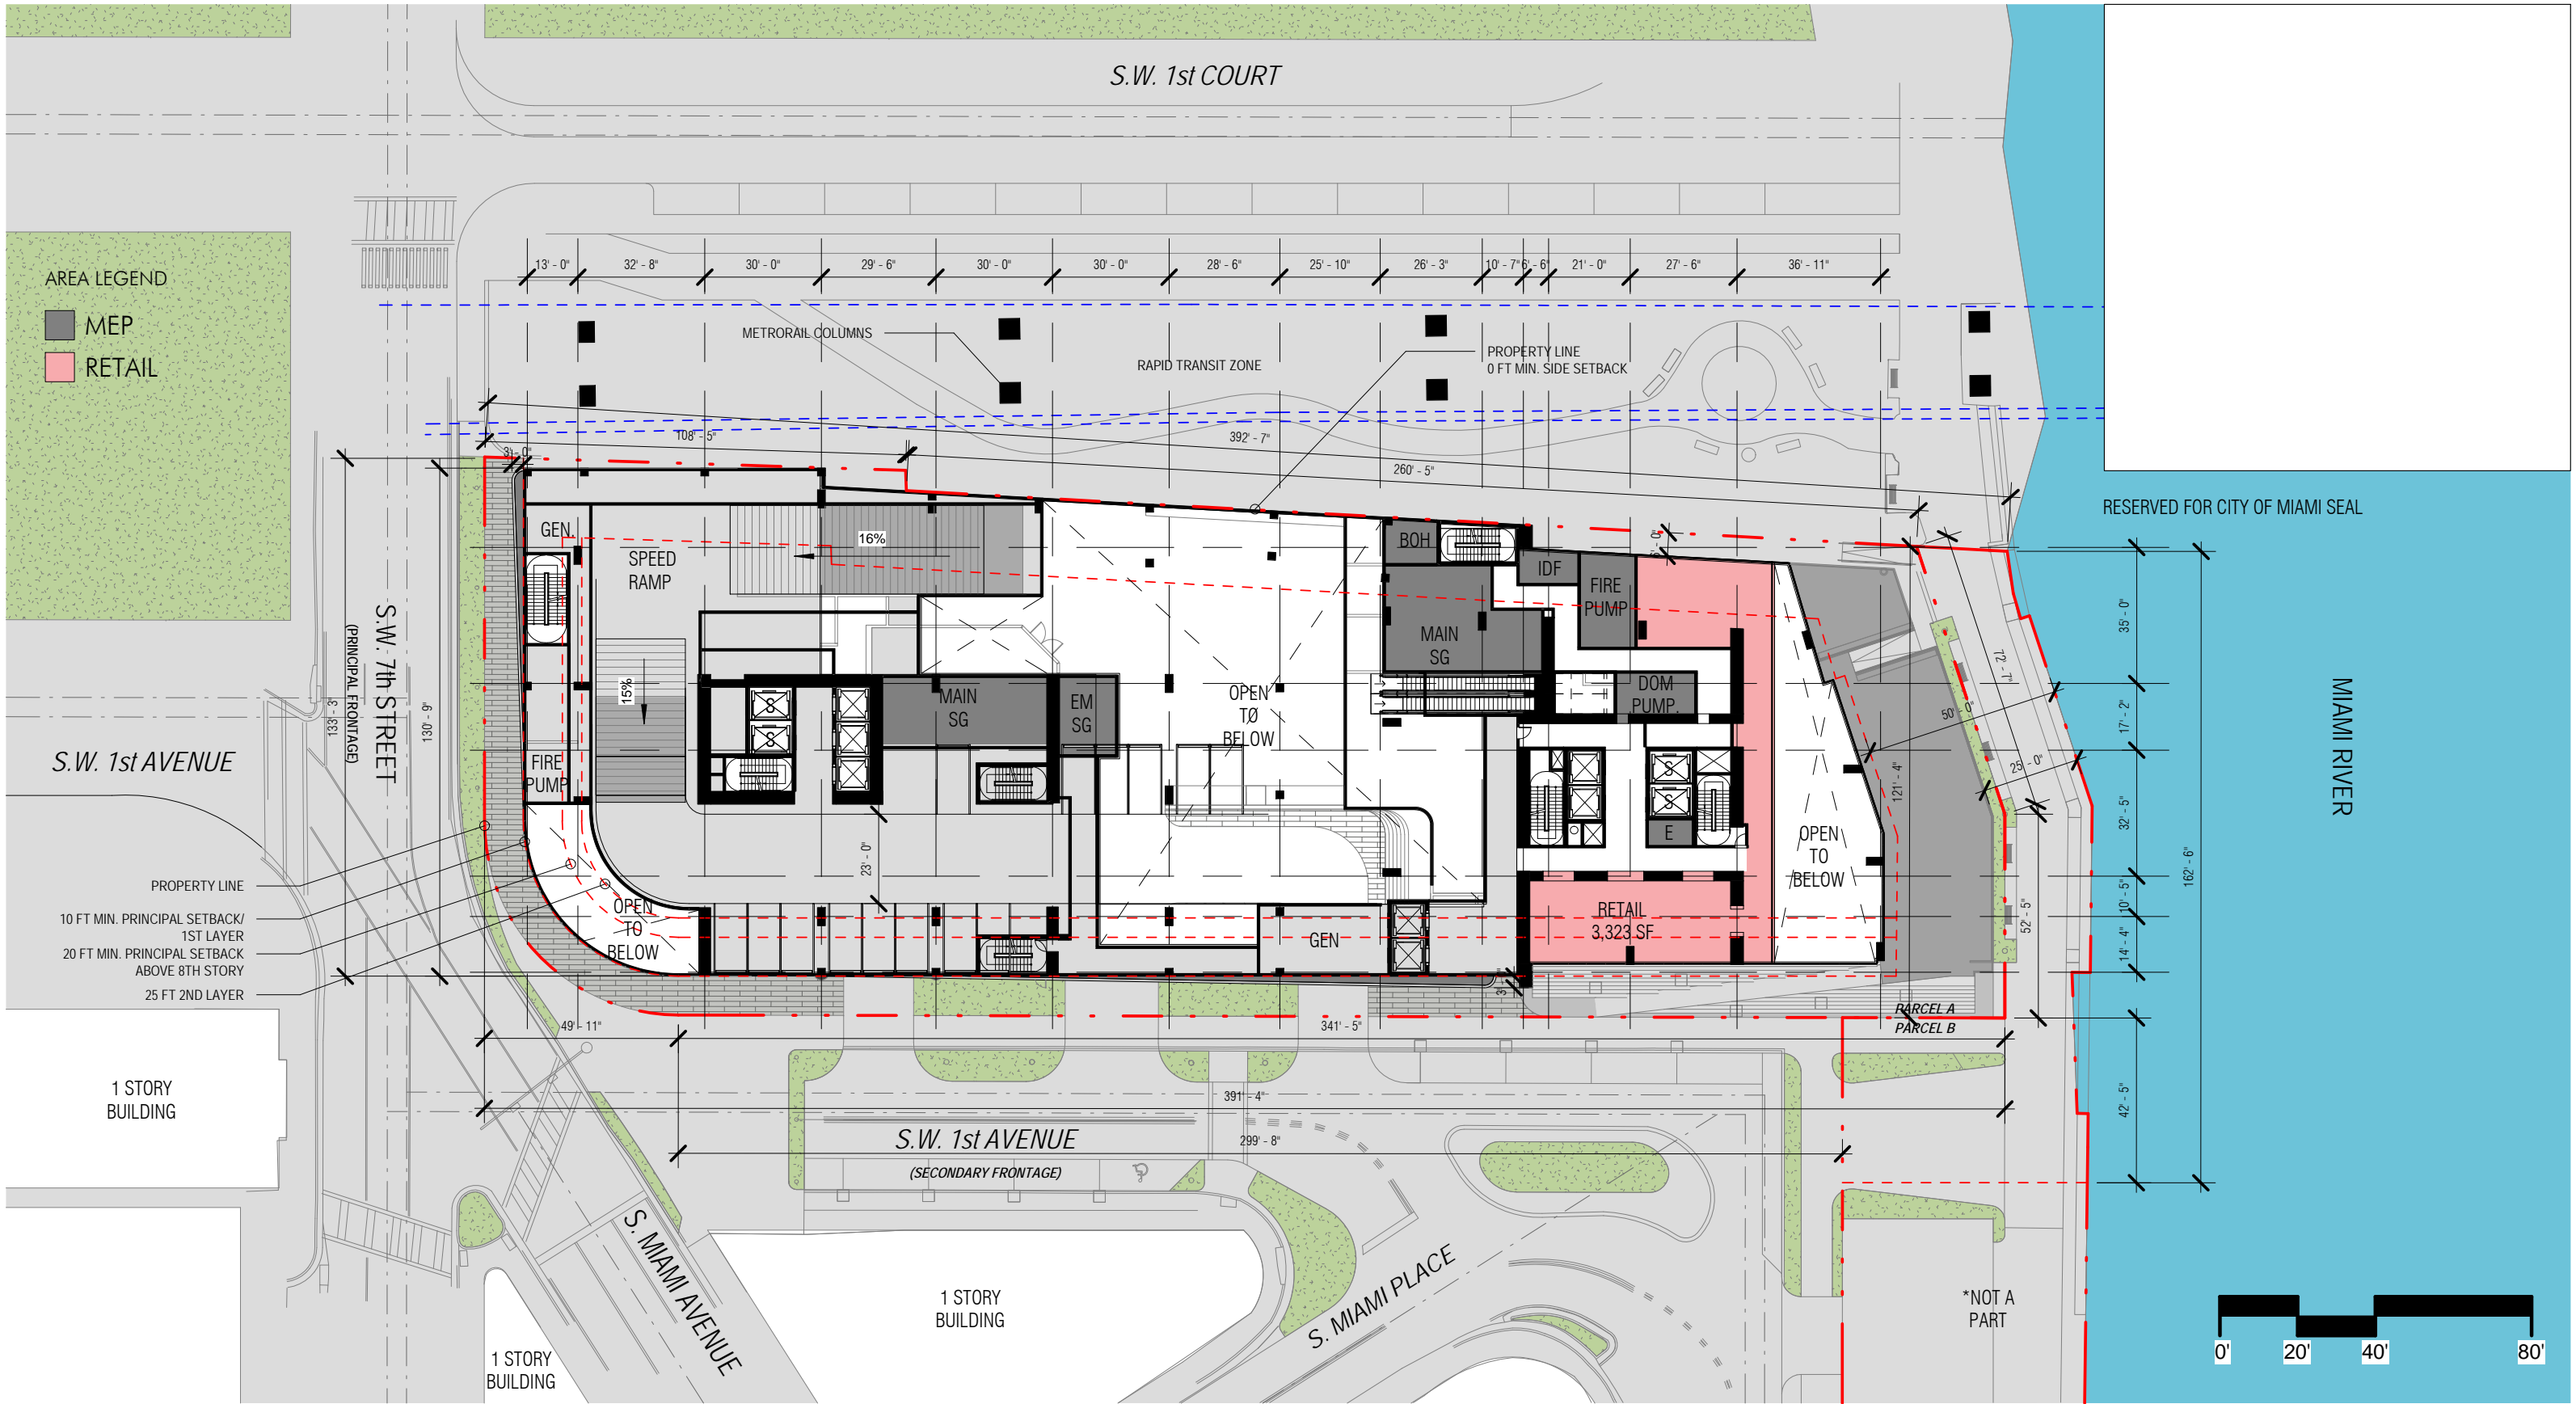 S.W. 1st COURT
AREA LEGEND
MEP
RETAIL
13' - 0"
32' - 8"
30' - 0"
29' - 6"
30' - 0"
30' - 0"
28' - 6"
25' - 10"
26' - 3"
10' - 7"
6' - 6"
21' - 0"
27' - 6"
36' - 11"
METRORAIL COLUMNS
RAPID TRANSIT ZONE
PROPERTY LINE
0 FT MIN. SIDE SETBACK
108' - 5"
392' - 7"
260' - 5"
3' - 0"
RESERVED FOR CITY OF MIAMI SEAL
GEN.
SPEED
RAMP
16%
15%
BOH
IDF
FIRE
PUMP
MAIN
SG
MAIN
SG
EM
SG
OPEN
TO
BELOW
DOM
PUMP.
S
S
S
S
E
FIRE
PUMP
OPEN
TO
BELOW
OPEN
TO
BELOW
GEN
RETAIL
3,323 SF
23' - 0"
S.W. 7th STREET
(PRINCIPAL FRONTAGE)
133' - 3"
130' - 9"
S.W. 1st AVENUE
PROPERTY LINE
10 FT MIN. PRINCIPAL SETBACK/
1ST LAYER
20 FT MIN. PRINCIPAL SETBACK
ABOVE 8TH STORY
25 FT 2ND LAYER
72' - 7"
50' - 0"
25' - 0"
121' - 4"
52' - 5"
35' - 0"
17' - 2"
32' - 5"
10' - 5"
14' - 4"
42' - 5"
162' - 6"
MIAMI RIVER
PARCEL A
PARCEL B
49' - 11"
341' - 5"
391' - 4"
299' - 8"
S.W. 1st AVENUE
(SECONDARY FRONTAGE)
1 STORY
BUILDING
1 STORY
BUILDING
1 STORY
BUILDING
S. MIAMI AVENUE
S. MIAMI PLACE
*NOT A
PART
0'
20'
40'
80'